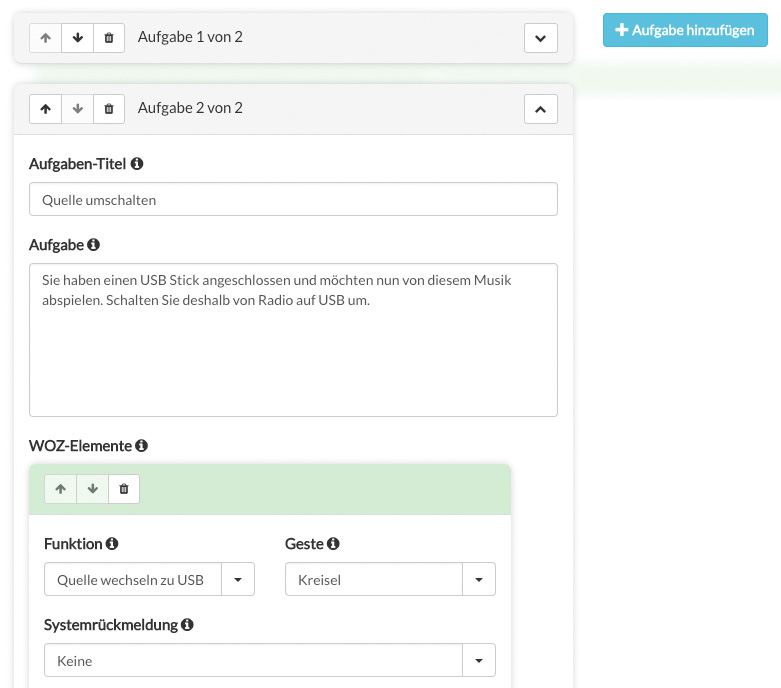 Aufgabe 1 von 2
Aufgabe hinzufügen
Aufgabe 2 von 2
Aufgaben-Titel
Quelle umschalten
Aufgabe
Sie haben einen USB Stick angeschlossen und möchten nun von diesem Musik
abspielen. Schalten Sie deshalb von Radio auf USB um.
WOZ-Elemente
Funktion
Geste
Quelle wechseln zu USB
Kreisel
Systemrückmeldung
Keine